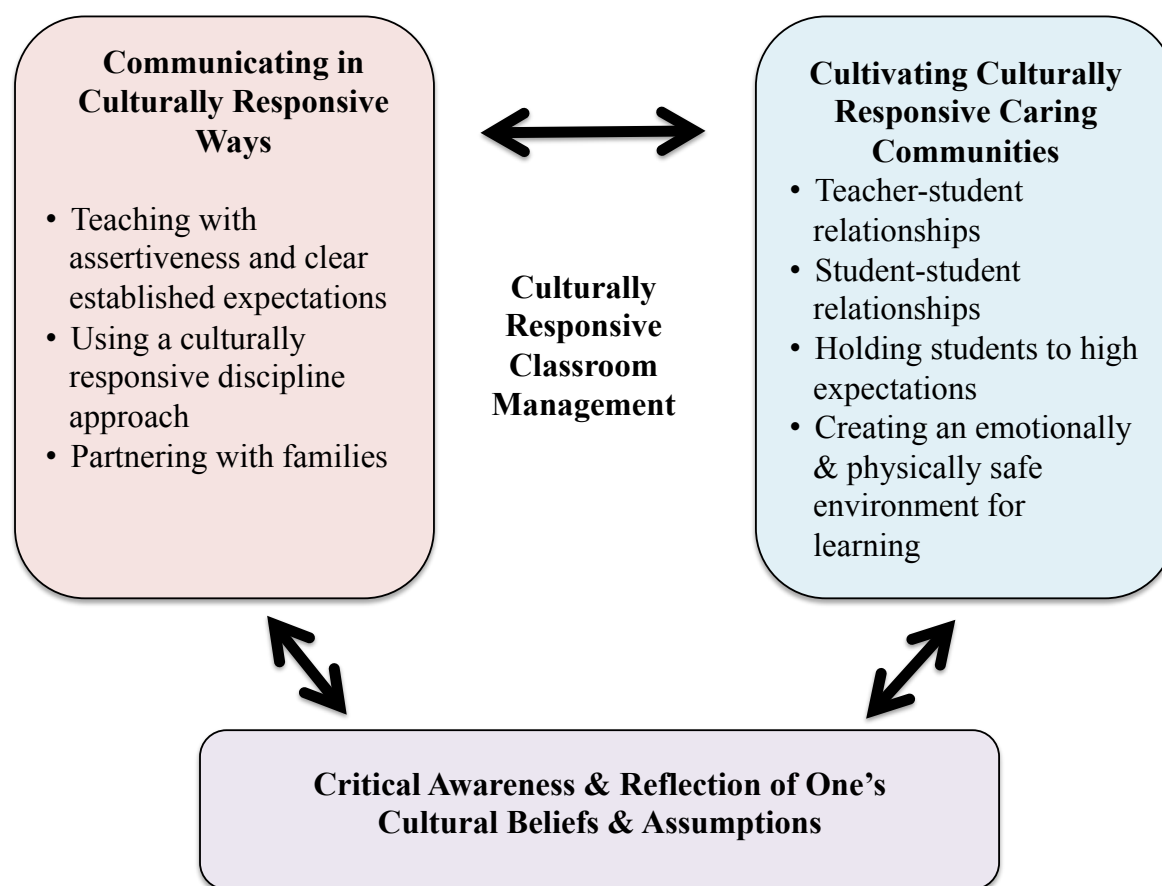 Communicating in
Culturally Responsive
Ways
• Teaching with
assertiveness and clear
established expectations
• Using a culturally
responsive discipline
approach
• Partnering with families
Culturally
Responsive
Classroom
Management
Cultivating Culturally
Responsive Caring
Communities
• Teacher-student
relationships
• Student-student
relationships
• Holding students to high
expectations
• Creating an emotionally
& physically safe
environment for
learning
Critical Awareness & Reflection of One’s
Cultural Beliefs & Assumptions